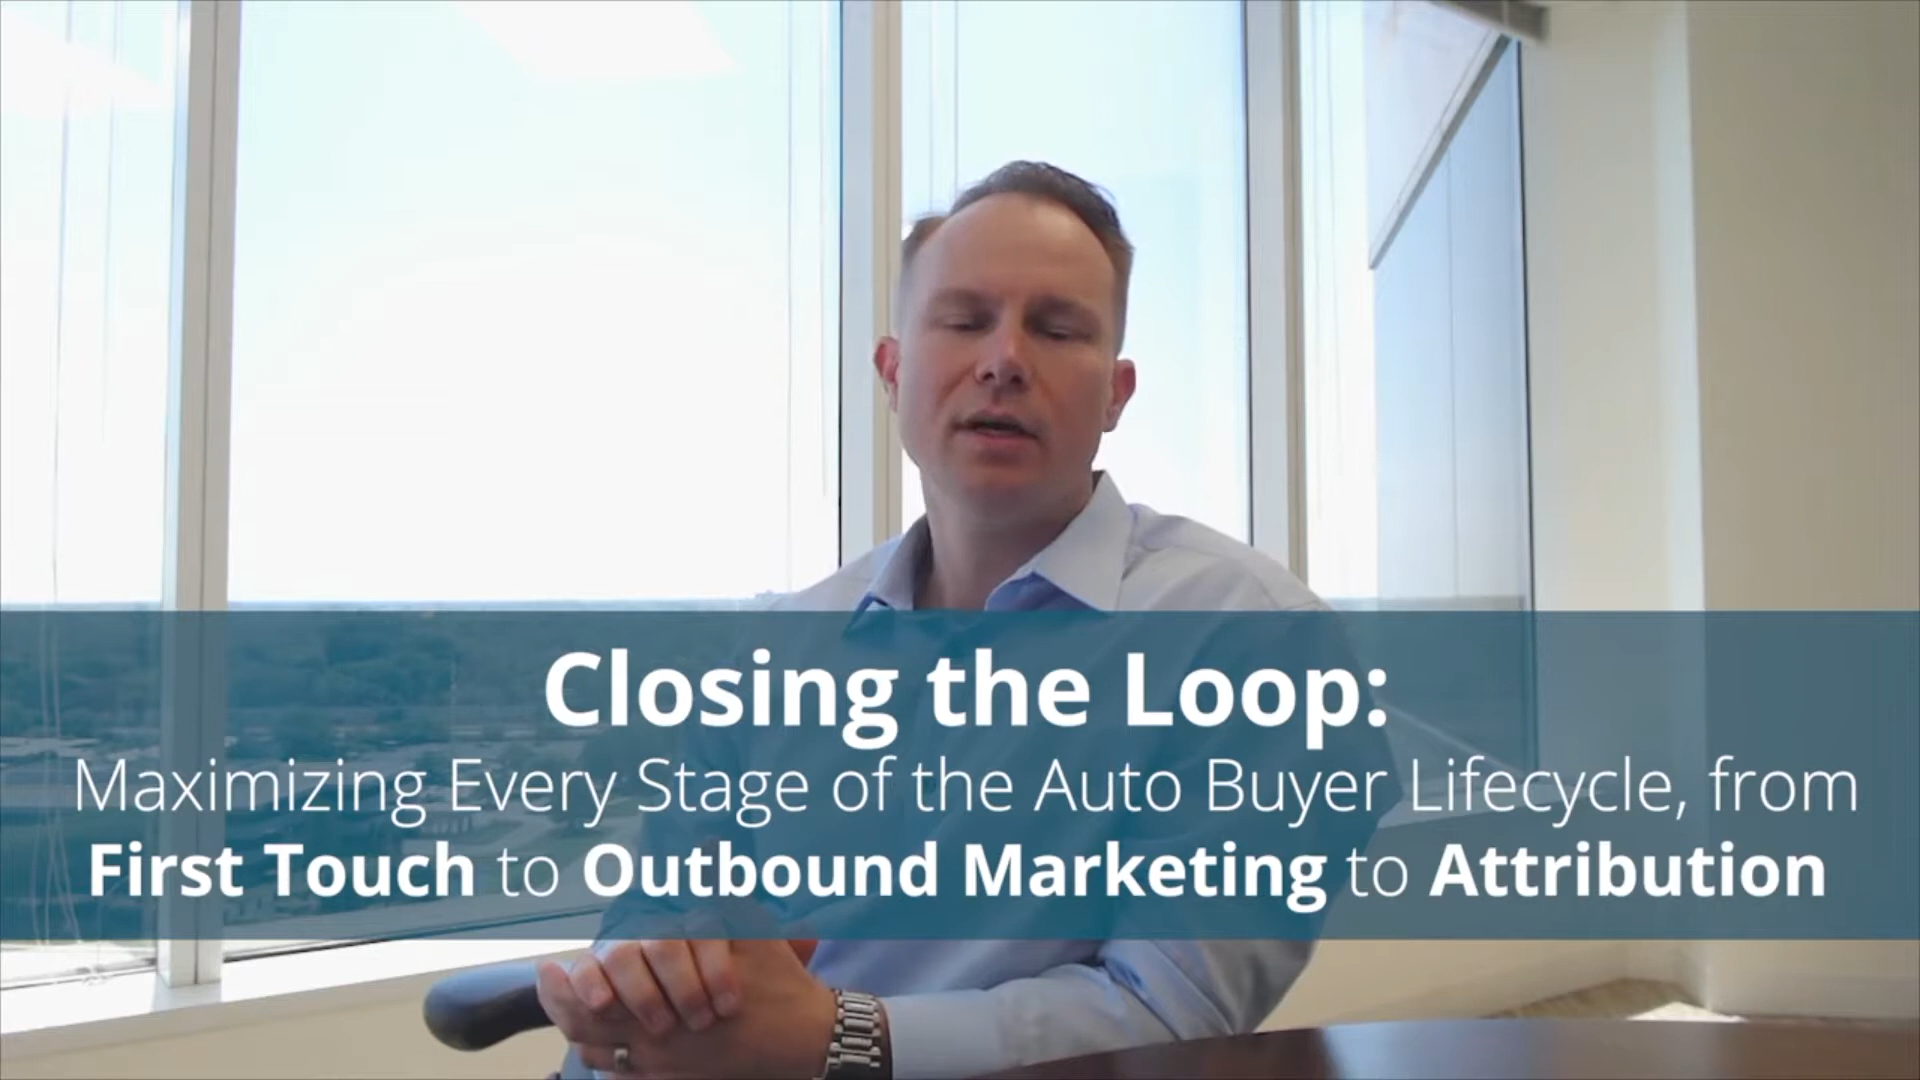 Closing the Loop:
Maximizing Every Stage of the Auto Buyer Lifecycle, from
First Touch to Outbound Marketing to Attribution